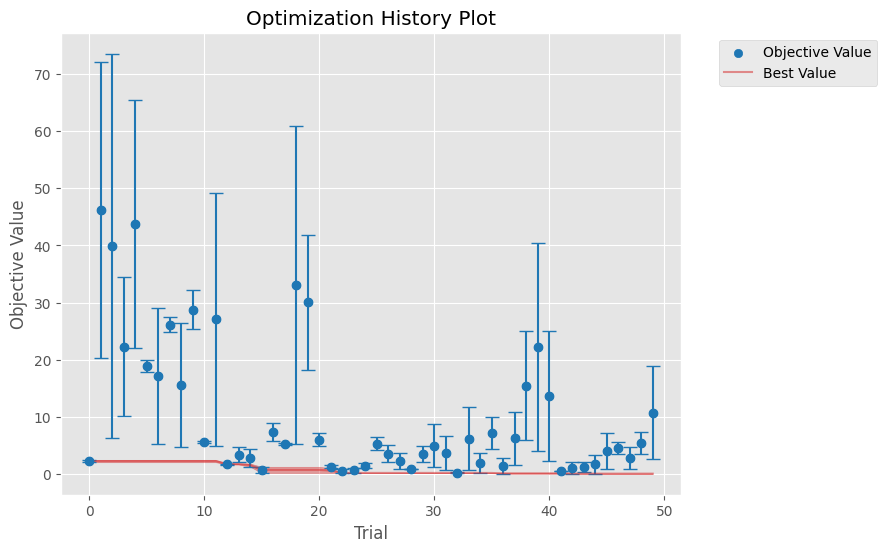 Optimization History Plot
Objective Value
Best Value
Objective Value
70
60
50
40
30
20
10
0
0 10 20 30 40 50
Trial